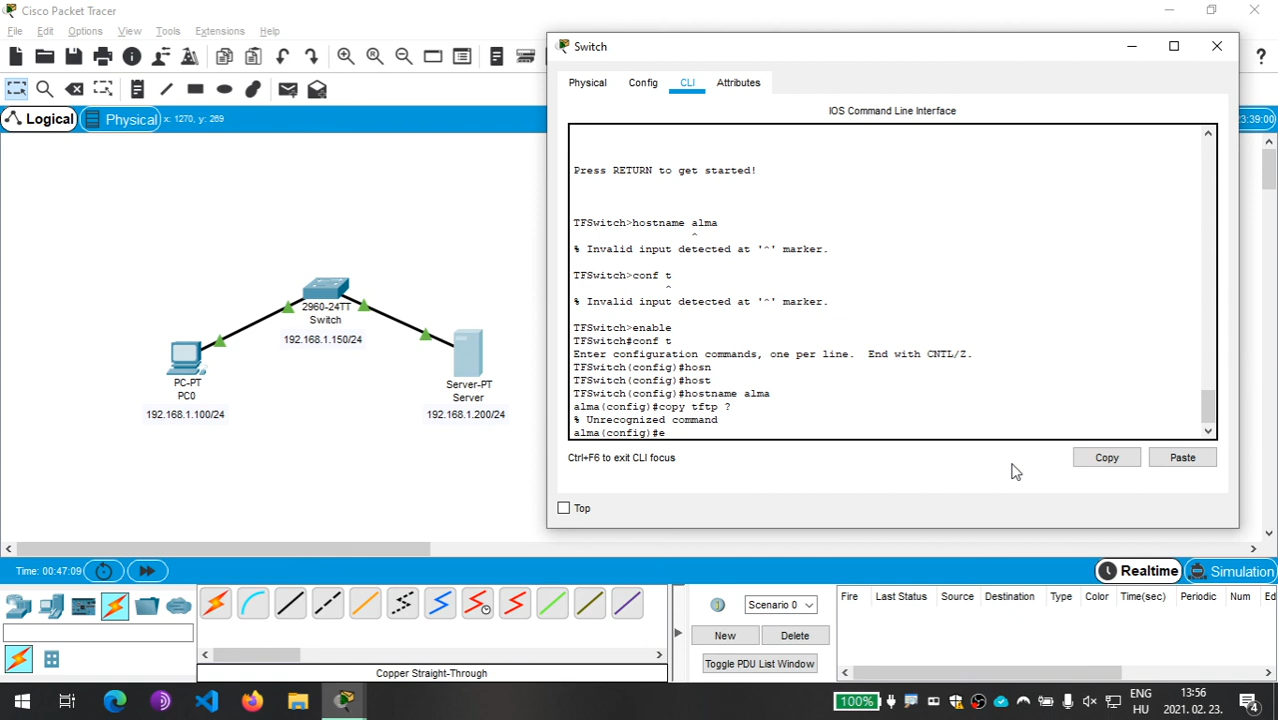 Cisco Packet Tracer
File Edit Options View Tools Extensions Help
Logical Physical x: 1270, y: 269
23:39:00
2960-24TT
Switch
192.168.1.150/24
PC-PT
PC0
192.168.1.100/24
Server-PT
Server
192.168.1.200/24
Switch
Physical Config CLI Attributes
IOS Command Line Interface
Press RETURN to get started!
TFSwitch>hostname alma
^
% Invalid input detected at '^' marker.
TFSwitch>conf t
^
% Invalid input detected at '^' marker.
TFSwitch>enable
TFSwitch#conf t
Enter configuration commands, one per line. End with CNTL/Z.
TFSwitch(config)#hosn
TFSwitch(config)#host
TFSwitch(config)#hostname alma
alma(config)#copy tftp ?
% Unrecognized command
alma(config)#e
Ctrl+F6 to exit CLI focus
Copy Paste
Top
Time: 00:47:09
Realtime Simulation
Scenario 0
New Delete
Toggle PDU List Window
Fire Last Status Source Destination Type Color Time(sec) Periodic Num Ed
Copper Straight-Through
100%
ENG
HU
13:56
2021. 02. 23.
4